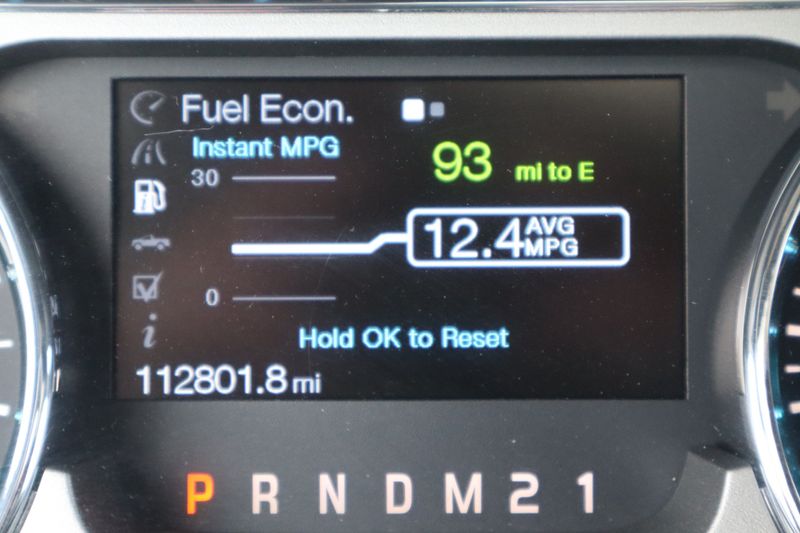 Fuel Econ.
Instant MPG
93 mi to E
30
12.4 AVG MPG
0
Hold OK to Reset
112801.8 mi
P R N D M 2 1